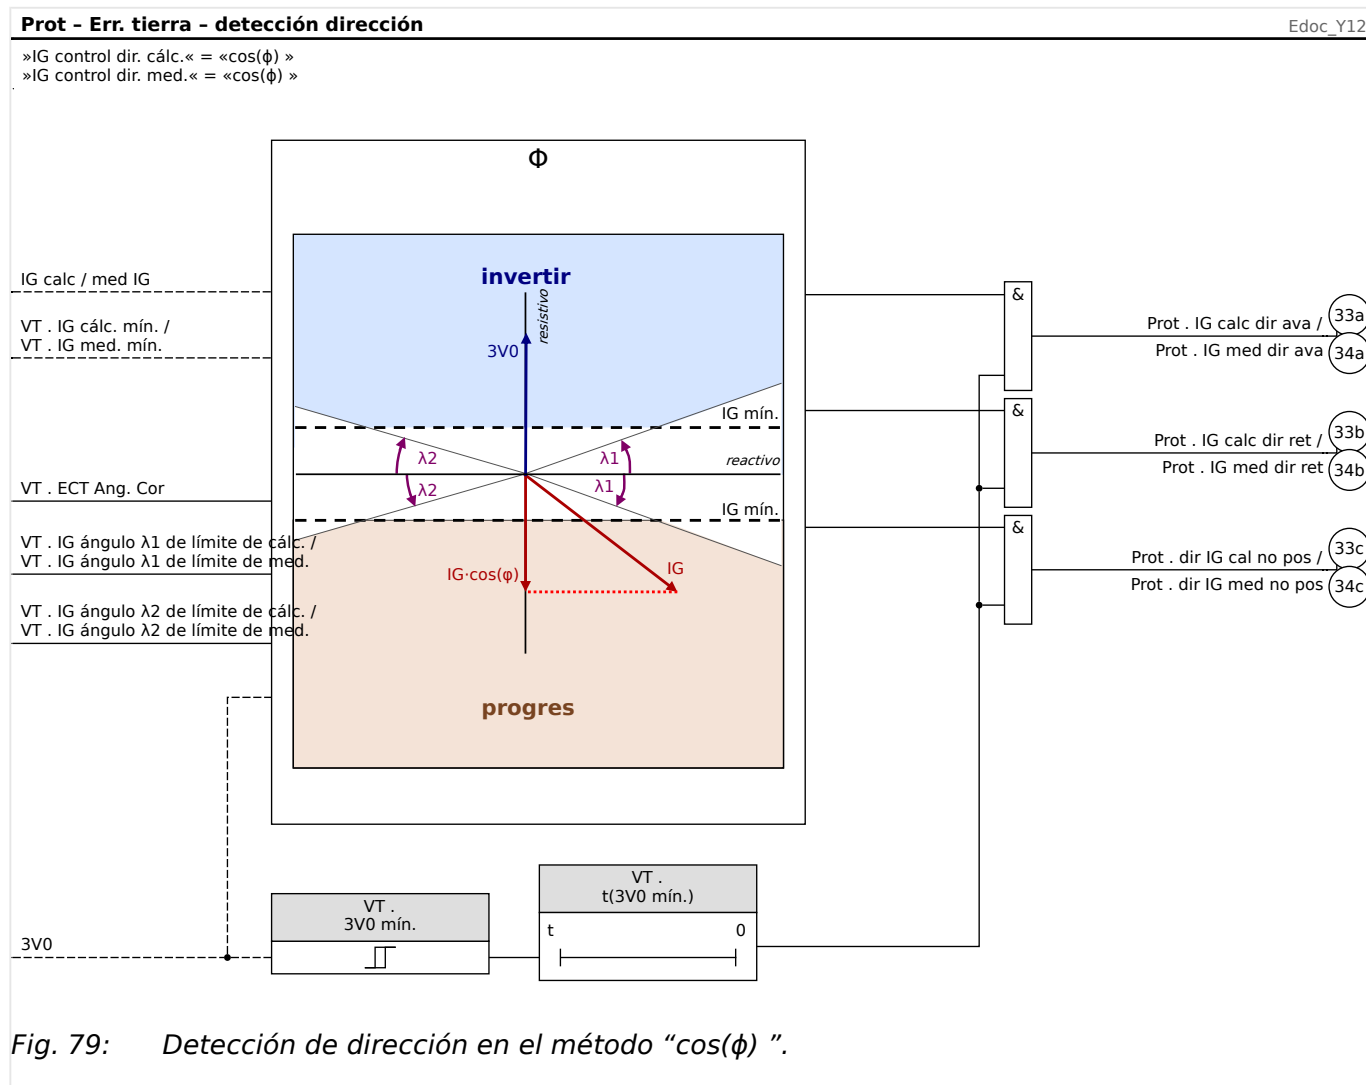 Prot – Err. tierra – detección dirección
Edoc_Y12
»IG control dir. cálc.« = «cos(ϕ) »
»IG control dir. med.« = «cos(ϕ) »
Φ
IG calc / med IG
VT . IG cálc. mín. /
VT . IG med. mín.
VT . ECT Ang. Cor
VT . IG ángulo λ1 de límite de cálc. /
VT . IG ángulo λ1 de límite de med.
VT . IG ángulo λ2 de límite de cálc. /
VT . IG ángulo λ2 de límite de med.
invertir
resistivo
3V0
IG mín.
λ2
λ1
reactivo
λ2
λ1
IG mín.
IG·cos(φ)
IG
progres
&
Prot . IG calc dir ava /
33a
Prot . IG med dir ava
34a
&
Prot . IG calc dir ret /
33b
Prot . IG med dir ret
34b
&
Prot . dir IG cal no pos /
33c
Prot . dir IG med no pos
34c
3V0
VT .
3V0 mín.
VT .
t(3V0 mín.)
t
0
Fig. 79: Detección de dirección en el método “cos(ϕ) ”.